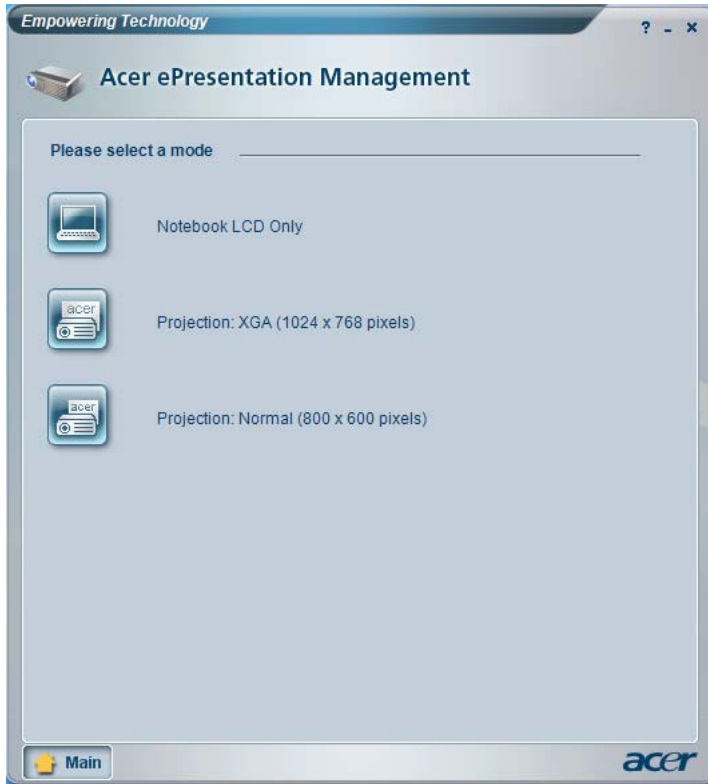 Empowering Technology
? - ×
Acer ePresentation Management
Please select a mode
Notebook LCD Only
acer
Projection: XGA (1024 x 768 pixels)
acer
Projection: Normal (800 x 600 pixels)
Main
acer